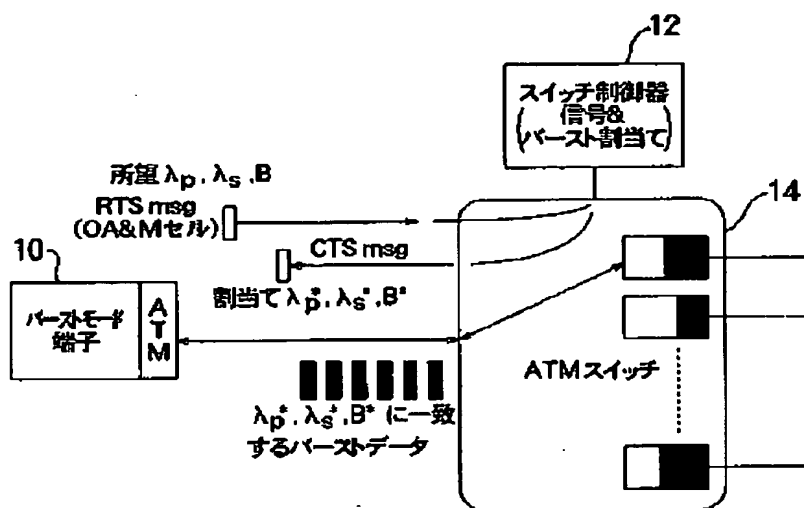 12
スイッチ制御器
(信号&
バースト割当て)
所望 λp , λs , B
RTS msg
(OA&Mセル)
14
10
CTS msg
割当て λp*, λs*, B*
バーストモード
端子
ATM
ATMスイッチ
λp*, λs*, B* に一致
するバーストデータ